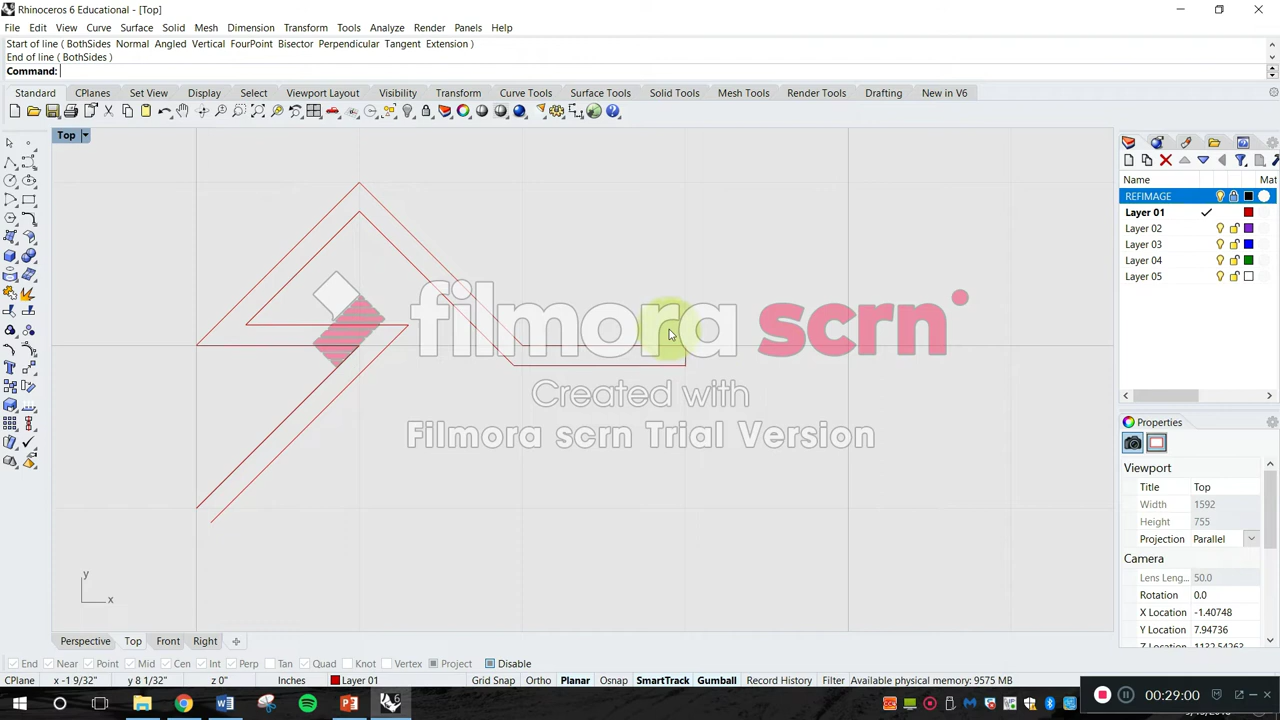 Rhinoceros 6 Educational - [Top]
File Edit View Curve Surface Solid Mesh Dimension Transform Tools Analyze Render Panels Help
Start of line ( BothSides Normal Angled Vertical FourPoint Bisector Perpendicular Tangent Extension )
End of line ( BothSides )
Command:
Standard CPlanes Set View Display Select Viewport Layout Visibility Transform Curve Tools Surface Tools Solid Tools Mesh Tools Render Tools Drafting New in V6
Top
Name Mat
REFIMAGE
Layer 01
Layer 02
Layer 03
Layer 04
Layer 05
filmora scrn
Created with
Filmora scrn Trial Version
Properties
Viewport
Title Top
Width 1592
Height 755
Projection Parallel
Camera
Lens Leng... 50.0
Rotation 0.0
X Location -1.40748
Y Location 7.94736
y
x
Perspective Top Front Right
End Near Point Mid Cen Int Perp Tan Quad Knot Vertex Project Disable
CPlane x -1 9/32" y 8 1/2" z 0" Inches Layer 01 Grid Snap Ortho Planar Osnap SmartTrack Gumball Record History Filter Available physical memory: 9575 MB
00:29:00